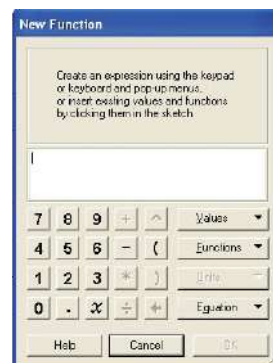 New Function
Create an expression using the keypad
or keyboard and pop-up menus,
or insert existing values and functions
by clicking them in the sketch
7 8 9 + ^ Values
4 5 6 − ( Functions
1 2 3 * ) Units
0 . x ÷ ← Equation
Help Cancel OK